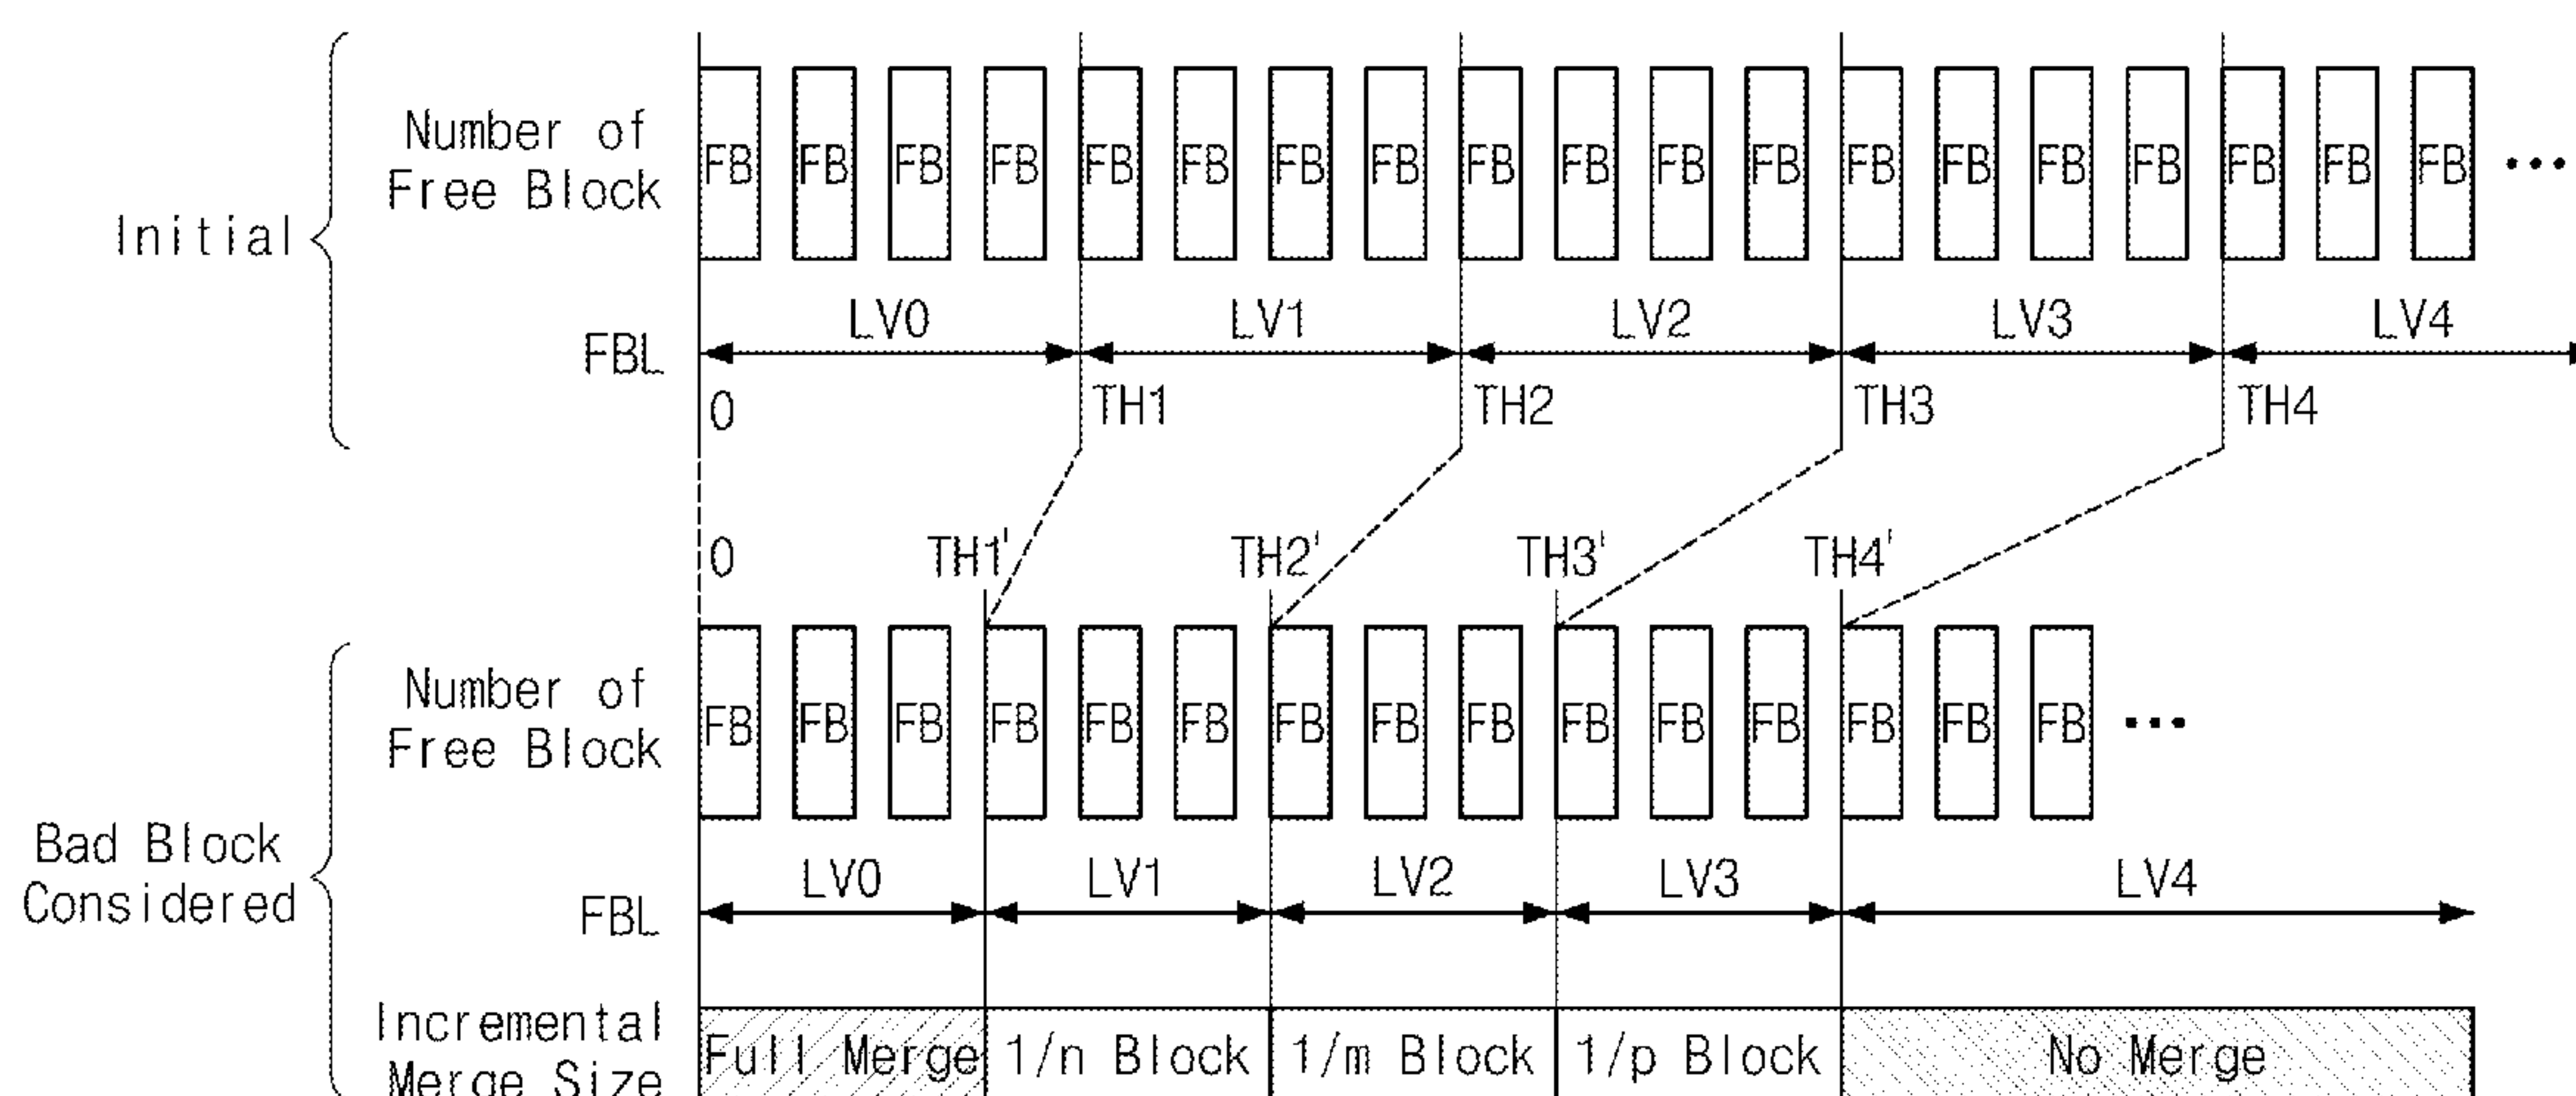 Initial
Number of
Free Block
FB FB FB FB FB FB FB FB FB FB FB FB FB FB FB FB FB FB FB ...
FBL
LV0 LV1 LV2 LV3 LV4
0 TH1 TH2 TH3 TH4
0 TH1' TH2' TH3' TH4'
Bad Block
Considered
Number of
Free Block
FB FB FB FB FB FB FB FB FB FB FB FB FB FB FB ...
FBL
LV0 LV1 LV2 LV3 LV4
Incremental
Merge Size
Full Merge 1/n Block 1/m Block 1/p Block No Merge